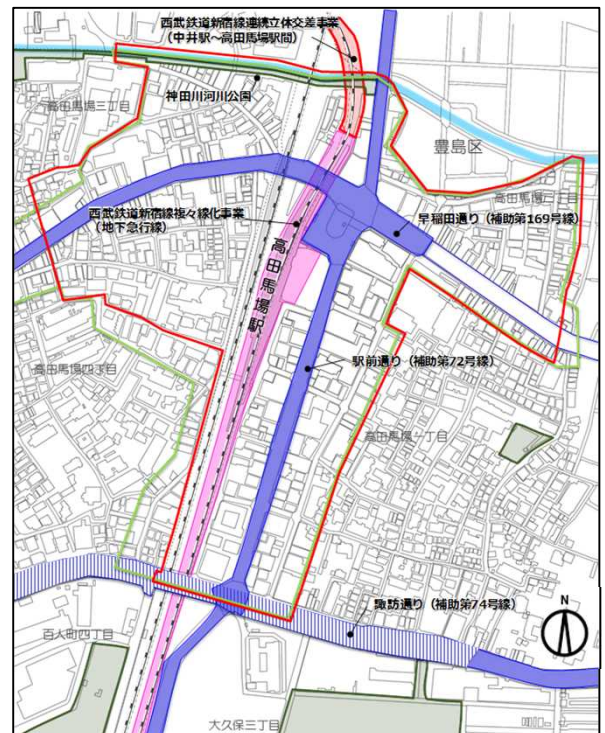 西武鉄道新宿線連続立体交差事業
（中井駅～高田馬場駅間）
神田川河川公園
高田馬場三丁目
豊島区
高田馬場二丁目
西武鉄道新宿線複々線化事業
（地下急行線）
早稲田通り（補助第169号線）
高田馬場駅
駅前通り（補助第72号線）
高田馬場四丁目
高田馬場一丁目
諏訪通り（補助第74号線）
N
百人町四丁目
大久保三丁目